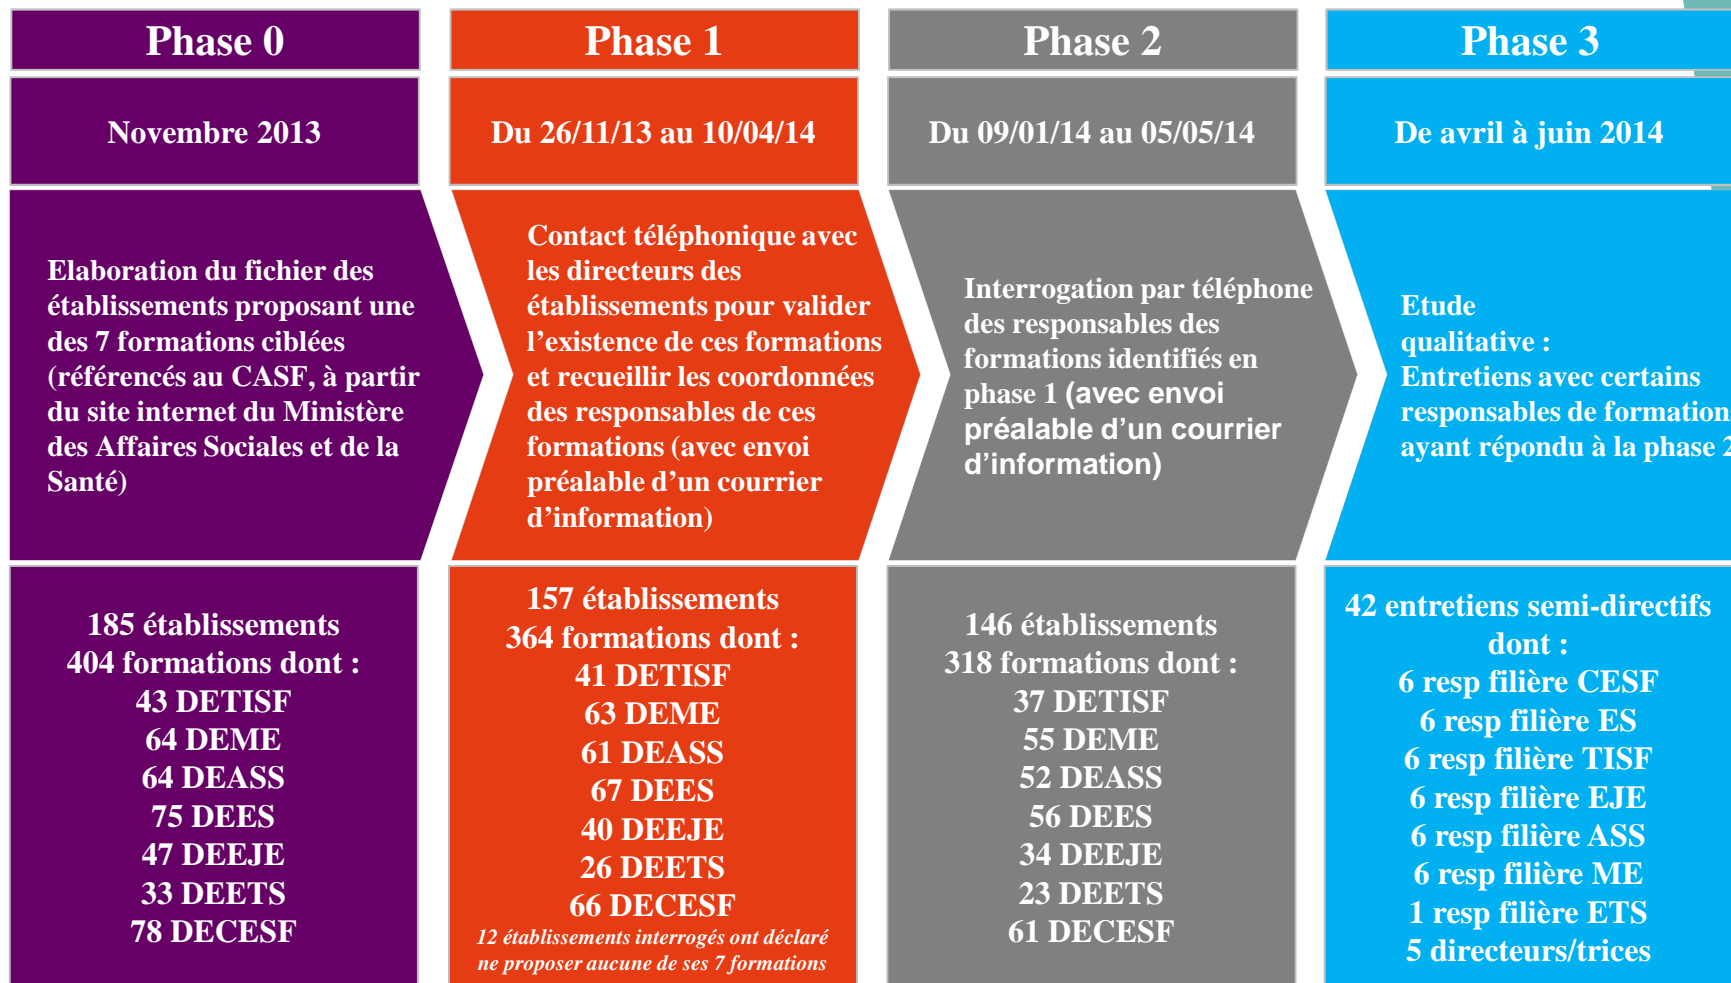 Phase 0
Novembre 2013
Elaboration du fichier des
établissements proposant une
des 7 formations ciblées
(référencés au CASF, à partir
du site internet du Ministère
des Affaires Sociales et de la
Santé)
185 établissements
404 formations dont :
43 DETISF
64 DEME
64 DEASS
75 DEES
47 DEEJE
33 DEETS
78 DECESF
Phase 1
Du 26/11/13 au 10/04/14
Contact téléphonique avec
les directeurs des
établissements pour valider
l’existence de ces formations
et recueillir les coordonnées
des responsables de ces
formations (avec envoi
préalable d’un courrier
d’information)
157 établissements
364 formations dont :
41 DETISF
63 DEME
61 DEASS
67 DEES
40 DEEJE
26 DEETS
66 DECESF
12 établissements interrogés ont déclaré
ne proposer aucune de ses 7 formations
Phase 2
Du 09/01/14 au 05/05/14
Interrogation par téléphone
des responsables des
formations identifiés en
phase 1 (avec envoi
préalable d’un courrier
d’information)
146 établissements
318 formations dont :
37 DETISF
55 DEME
52 DEASS
56 DEES
34 DEEJE
23 DEETS
61 DECESF
Phase 3
De avril à juin 2014
Etude
qualitative :
Entretiens avec certains
responsables de formations
ayant répondu à la phase 2
42 entretiens semi-directifs
dont :
6 resp filière CESF
6 resp filière ES
6 resp filière TISF
6 resp filière EJE
6 resp filière ASS
6 resp filière ME
1 resp filière ETS
5 directeurs/trices